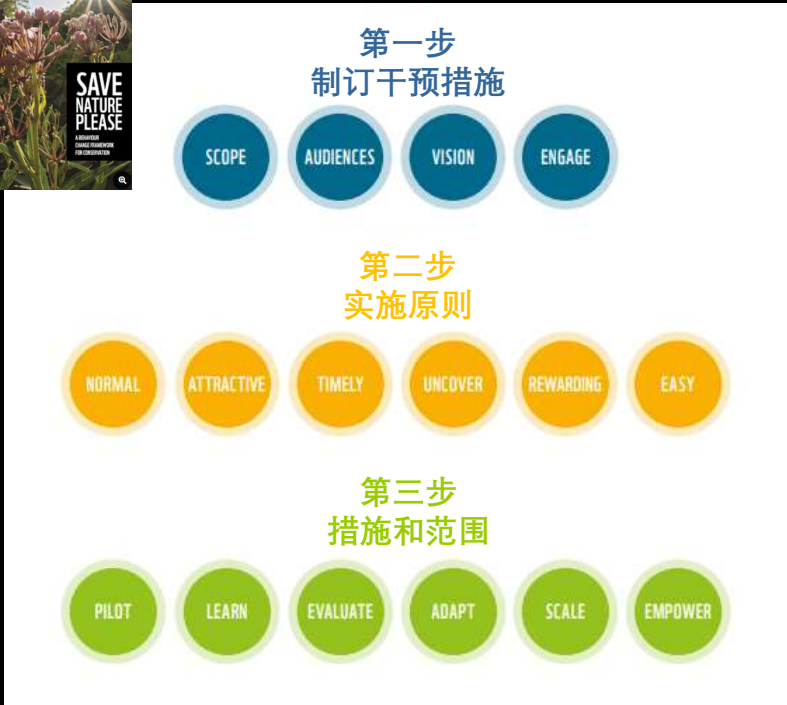 SAVE
NATURE
PLEASE
A BEHAVIOUR
CHANGE FRAMEWORK
FOR CONSERVATION
第一步
制订干预措施
SCOPE AUDIENCES VISION ENGAGE
第二步
实施原则
NORMAL ATTRACTIVE TIMELY UNCOVER REWARDING EASY
第三步
措施和范围
PILOT LEARN EVALUATE ADAPT SCALE EMPOWER